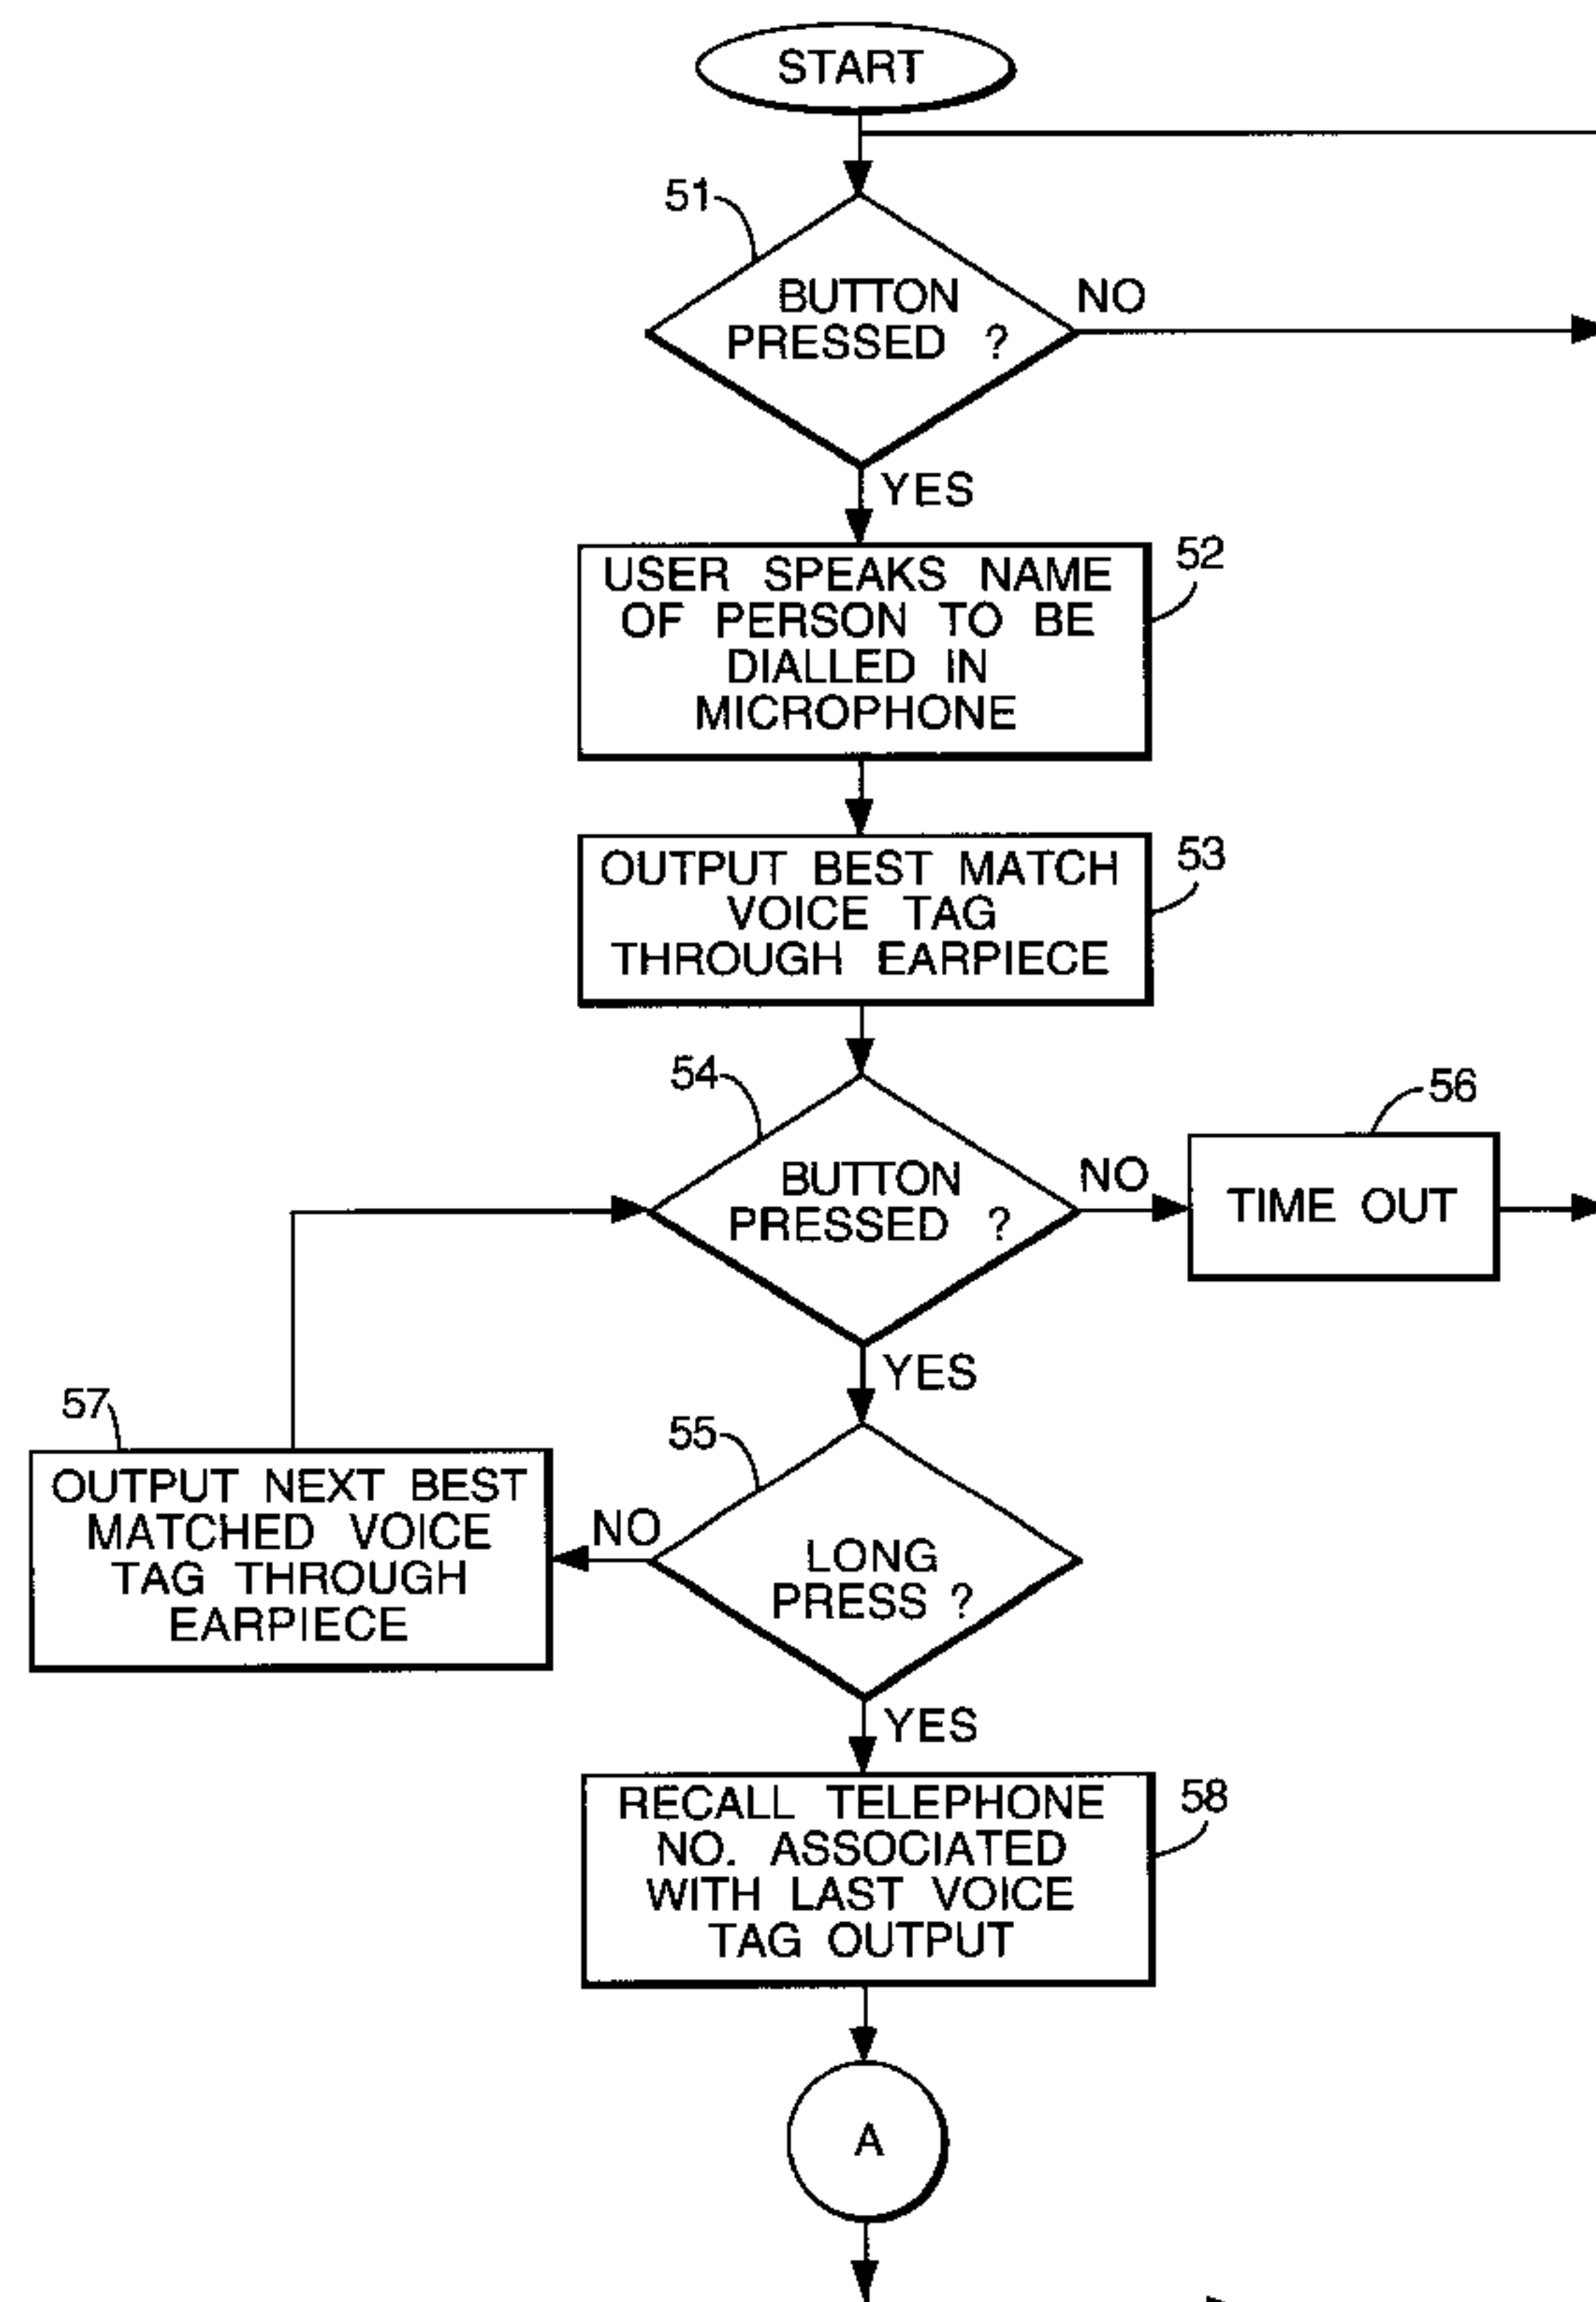 START
51
BUTTON
PRESSED ?
NO
YES
USER SPEAKS NAME
OF PERSON TO BE
DIALLED IN
MICROPHONE
52
OUTPUT BEST MATCH
VOICE TAG
THROUGH EARPIECE
53
54
BUTTON
PRESSED ?
NO
56
TIME OUT
YES
57
OUTPUT NEXT BEST
MATCHED VOICE
TAG THROUGH
EARPIECE
55
NO
LONG
PRESS ?
YES
RECALL TELEPHONE
NO. ASSOCIATED
WITH LAST VOICE
TAG OUTPUT
58
A